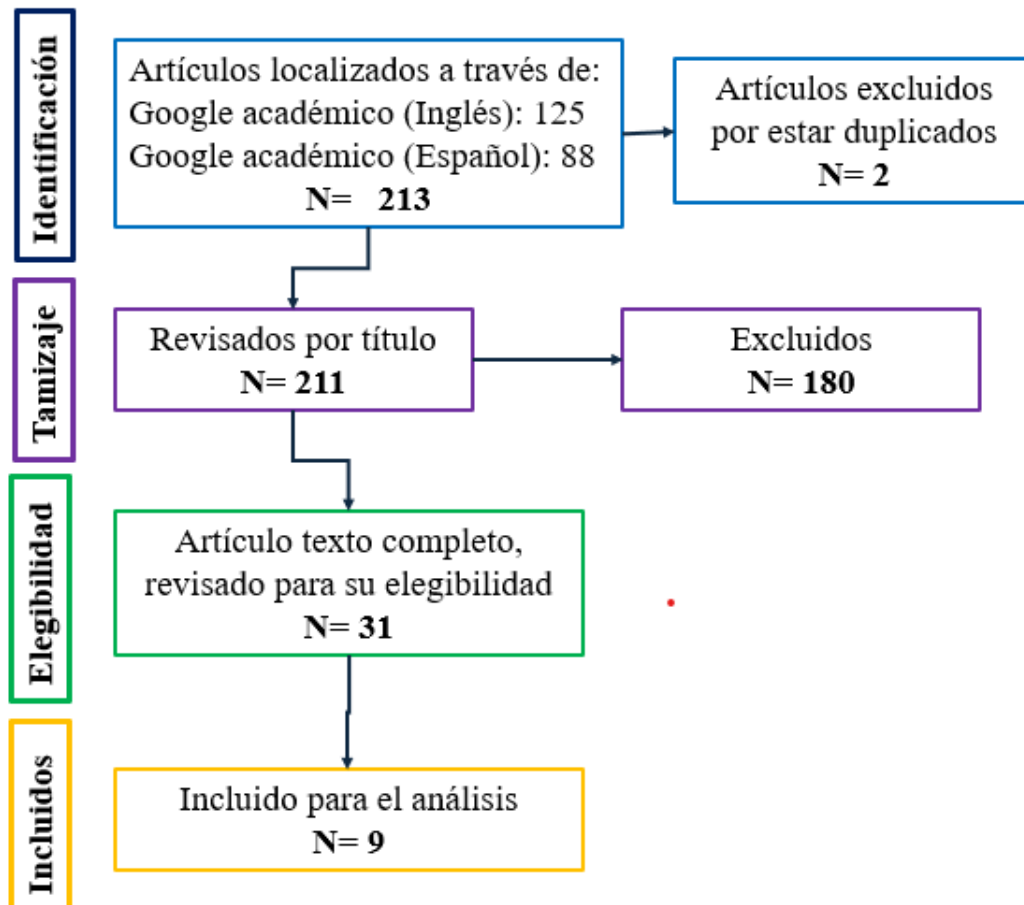 Identificación
Artículos localizados a través de:
Google académico (Inglés): 125
Google académico (Español): 88
N= 213
Artículos excluidos
por estar duplicados
N= 2
Tamizaje
Revisados por título
N= 211
Excluidos
N= 180
Elegibilidad
Artículo texto completo,
revisado para su elegibilidad
N= 31
Incluidos
Incluido para el análisis
N= 9